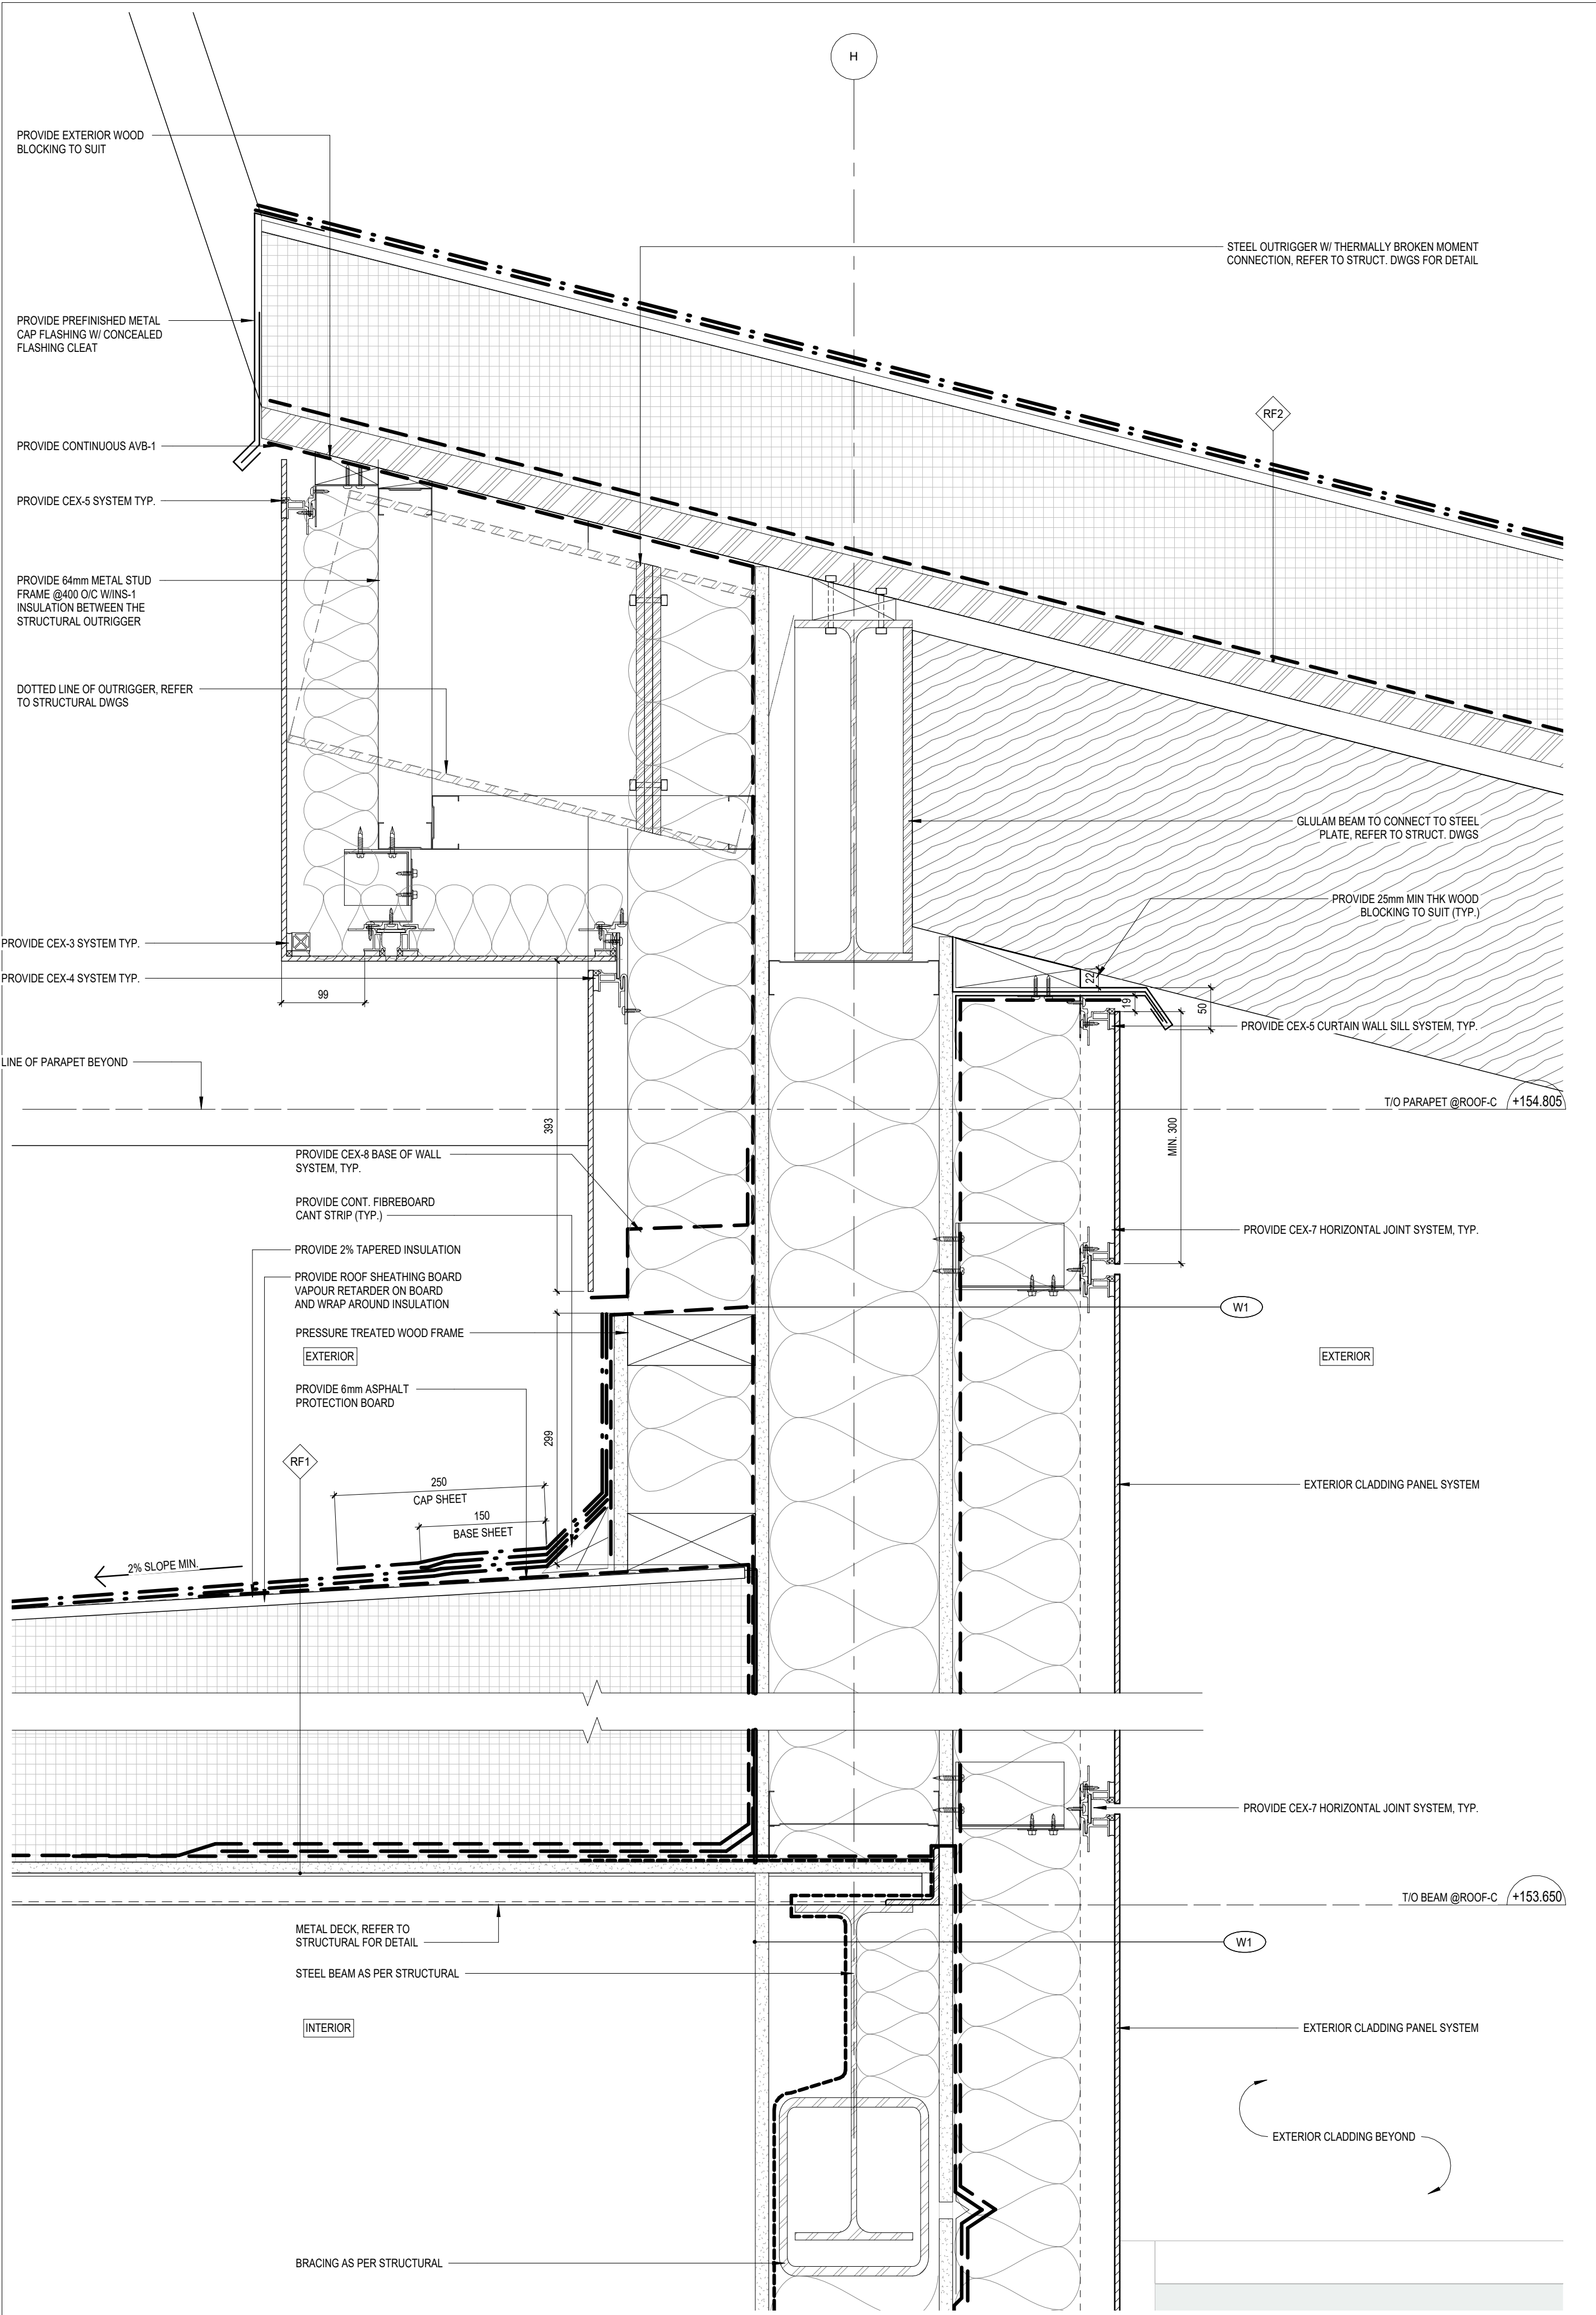 H
PROVIDE EXTERIOR WOOD
BLOCKING TO SUIT
STEEL OUTRIGGER W/ THERMALLY BROKEN MOMENT
CONNECTION, REFER TO STRUCT. DWGS FOR DETAIL
PROVIDE PREFINISHED METAL
CAP FLASHING W/ CONCEALED
FLASHING CLEAT
RF2
PROVIDE CONTINUOUS AVB-1
PROVIDE CEX-5 SYSTEM TYP.
PROVIDE 64mm METAL STUD
FRAME @400 O/C W/INS-1
INSULATION BETWEEN THE
STRUCTURAL OUTRIGGER
DOTTED LINE OF OUTRIGGER, REFER
TO STRUCTURAL DWGS
GLULAM BEAM TO CONNECT TO STEEL
PLATE, REFER TO STRUCT. DWGS
PROVIDE 25mm MIN THK WOOD
BLOCKING TO SUIT (TYP.)
PROVIDE CEX-3 SYSTEM TYP.
PROVIDE CEX-4 SYSTEM TYP.
99
22
19
50
PROVIDE CEX-5 CURTAIN WALL SILL SYSTEM, TYP.
LINE OF PARAPET BEYOND
T/O PARAPET @ROOF-C
+154.805
393
MIN. 300
PROVIDE CEX-8 BASE OF WALL
SYSTEM, TYP.
PROVIDE CONT. FIBREBOARD
CANT STRIP (TYP.)
PROVIDE CEX-7 HORIZONTAL JOINT SYSTEM, TYP.
PROVIDE 2% TAPERED INSULATION
PROVIDE ROOF SHEATHING BOARD
VAPOUR RETARDER ON BOARD
AND WRAP AROUND INSULATION
W1
PRESSURE TREATED WOOD FRAME
EXTERIOR
EXTERIOR
PROVIDE 6mm ASPHALT
PROTECTION BOARD
299
RF1
250
CAP SHEET
150
BASE SHEET
EXTERIOR CLADDING PANEL SYSTEM
2% SLOPE MIN.
PROVIDE CEX-7 HORIZONTAL JOINT SYSTEM, TYP.
T/O BEAM @ROOF-C
+153.650
METAL DECK, REFER TO
STRUCTURAL FOR DETAIL
W1
STEEL BEAM AS PER STRUCTURAL
INTERIOR
EXTERIOR CLADDING PANEL SYSTEM
EXTERIOR CLADDING BEYOND
BRACING AS PER STRUCTURAL